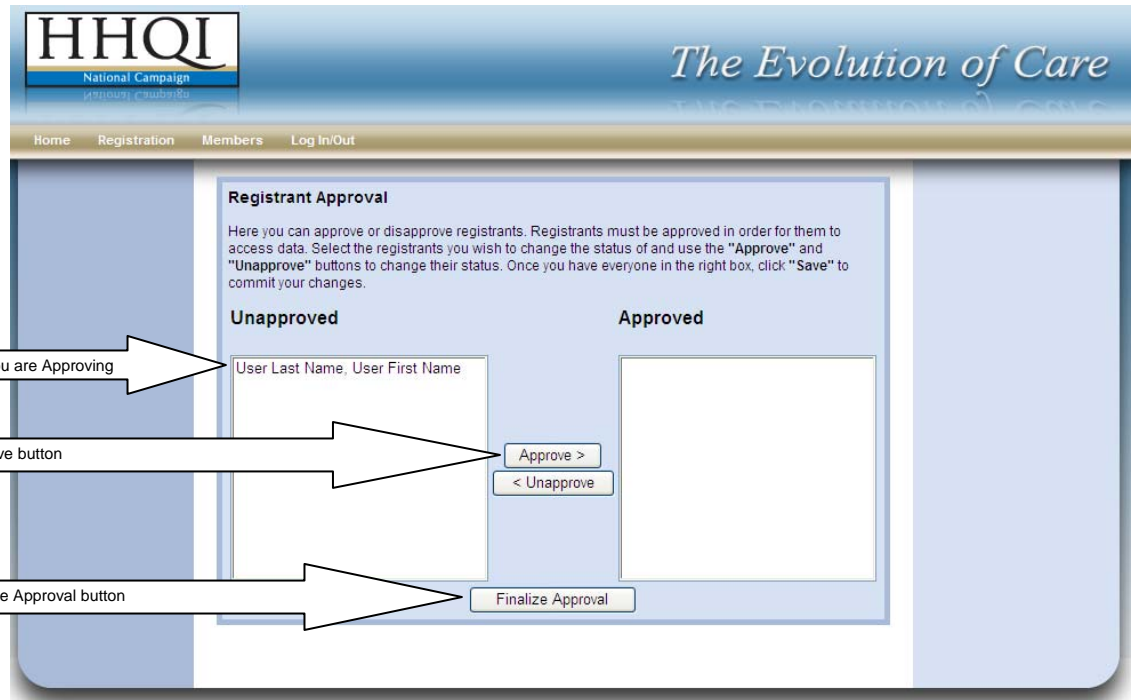 HHQI
National Campaign
The Evolution of Care
Home Registration Members Log In/Out
Registrant Approval
Here you can approve or disapprove registrants. Registrants must be approved in order for them to
access data. Select the registrants you wish to change the status of and use the "Approve" and
"Unapprove" buttons to change their status. Once you have everyone in the right box, click "Save" to
commit your changes.
Unapproved Approved
u are Approving
User Last Name, User First Name
ve button
Approve >
< Unapprove
e Approval button
Finalize Approval